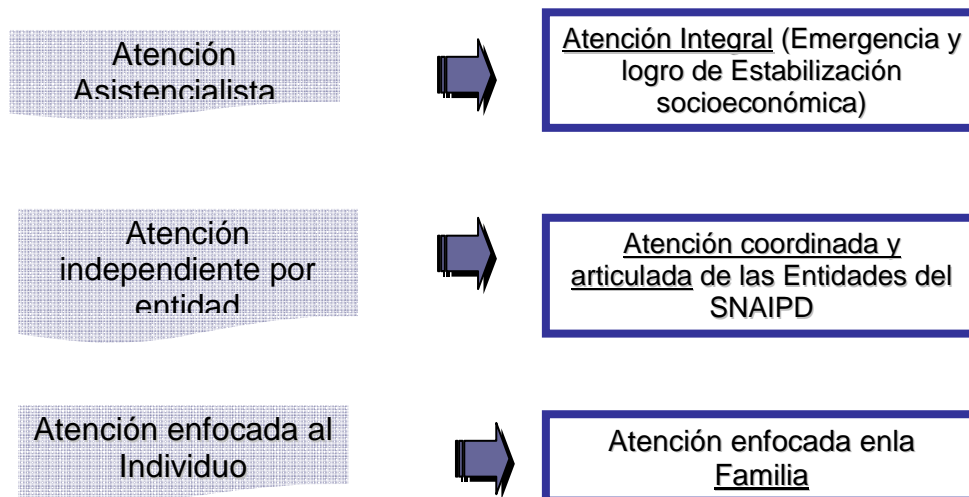 Atención
Asistencialista
Atención Integral (Emergencia y
logro de Estabilización
socioeconómica)
Atención
independiente por
entidad
Atención coordinada y
articulada de las Entidades del
SNAIPD
Atención enfocada al
Individuo
Atención enfocada enla
Familia